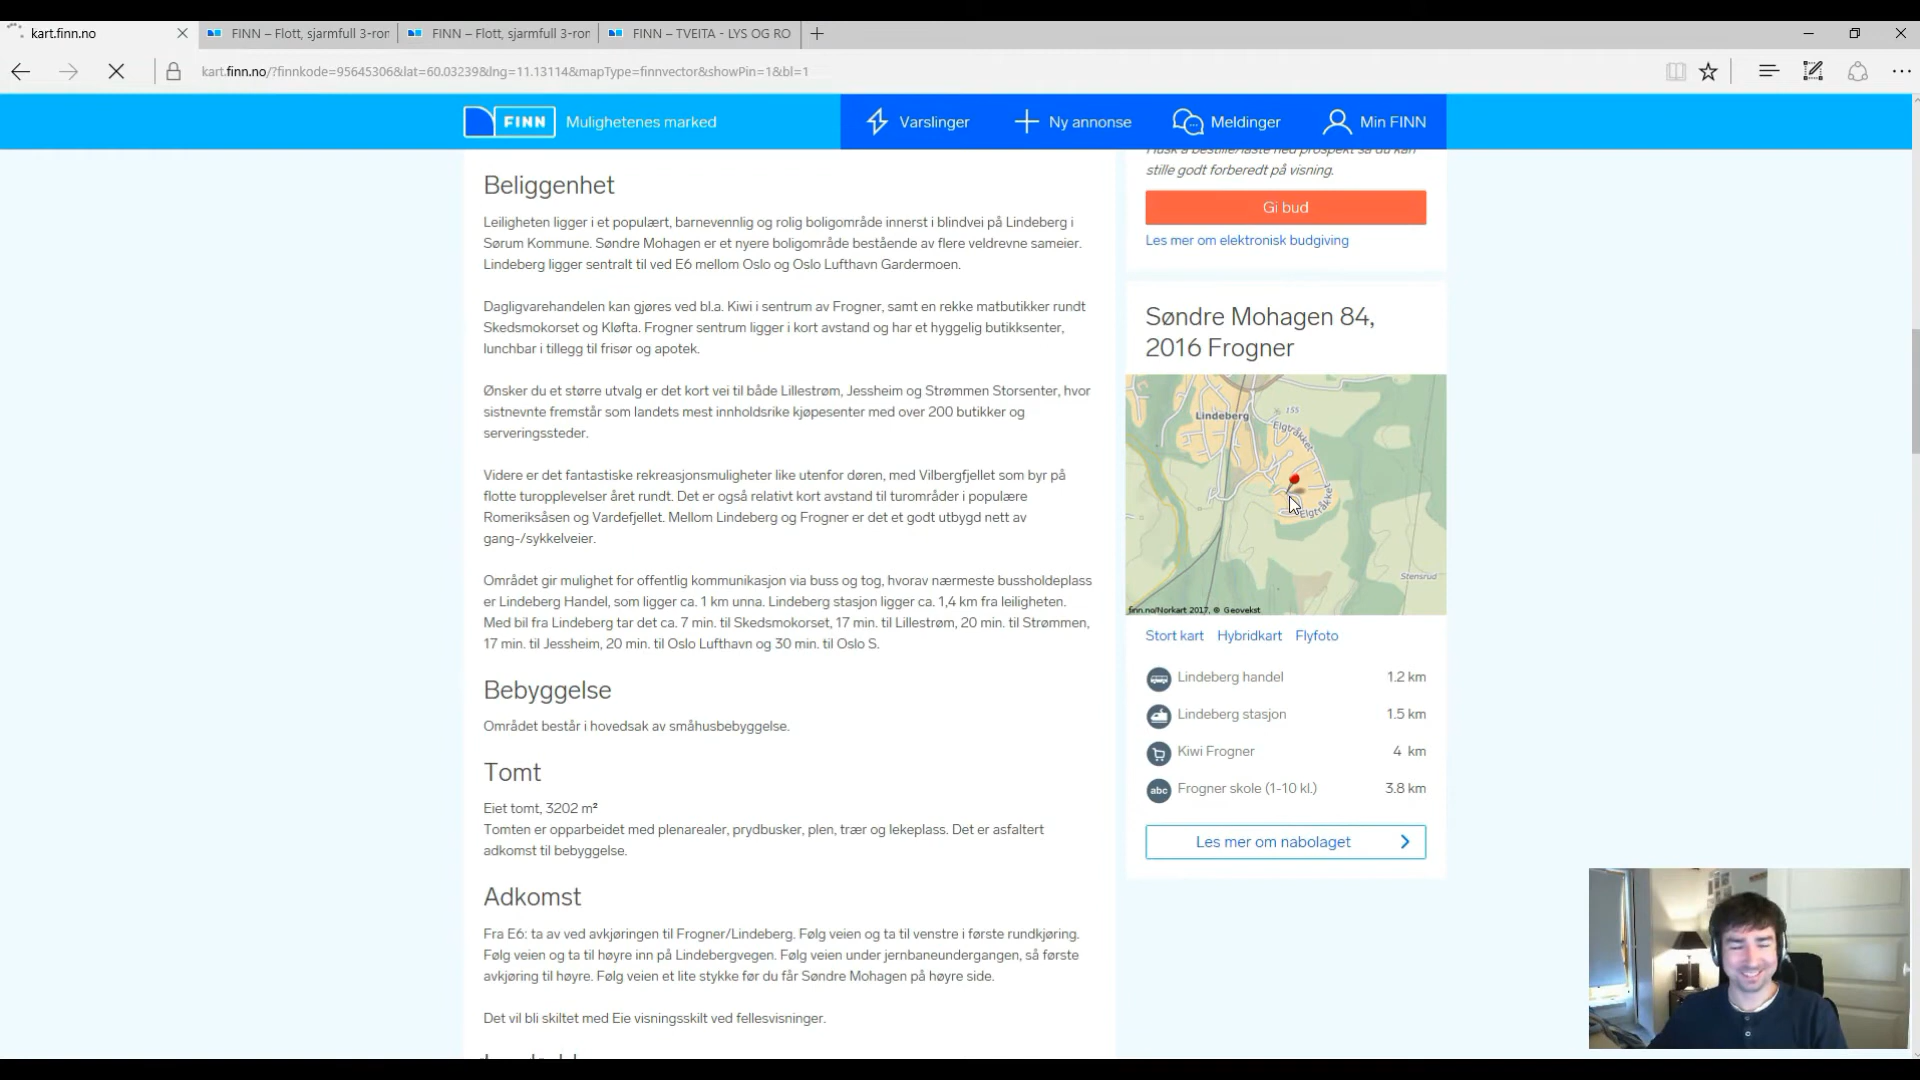 kart.finn.no
FINN – Flott, sjarmfull 3-ron
FINN – Flott, sjarmfull 3-ron
FINN – TVEITA - LYS OG RO
kart.finn.no/?finnkode=95645306&lat=60.03239&lng=11.13114&mapType=finnvector&showPin=1&bl=1
FINN Mulighetenes marked
Varslinger
Ny annonse
Meldinger
Min FINN
Beliggenhet
Leiligheten ligger i et populært, barnevennlig og rolig boligområde innerst i blindvei på Lindeberg i
Sørum Kommune. Søndre Mohagen er et nyere boligområde bestående av flere veldrevne sameier.
Lindeberg ligger sentralt til ved E6 mellom Oslo og Oslo Lufthavn Gardermoen.
Dagligvarehandelen kan gjøres ved bl.a. Kiwi i sentrum av Frogner, samt en rekke matbutikker rundt
Skedsmokorset og Kløfta. Frogner sentrum ligger i kort avstand og har et hyggelig butikksenter,
lunchbar i tillegg til frisør og apotek.
Ønsker du et større utvalg er det kort vei til både Lillestrøm, Jessheim og Strømmen Storsenter, hvor
sistnevnte fremstår som landets mest innholdsrike kjøpesenter med over 200 butikker og
serveringssteder.
Videre er det fantastiske rekreasjonsmuligheter like utenfor døren, med Vilbergfjellet som byr på
flotte turopplevelser året rundt. Det er også relativt kort avstand til turområder i populære
Romeriksåsen og Vardefjellet. Mellom Lindeberg og Frogner er det et godt utbygd nett av
gang-/sykkelveier.
Området gir mulighet for offentlig kommunikasjon via buss og tog, hvorav nærmeste bussholdeplass
er Lindeberg Handel, som ligger ca. 1 km unna. Lindeberg stasjon ligger ca. 1,4 km fra leiligheten.
Med bil fra Lindeberg tar det ca. 7 min. til Skedsmokorset, 17 min. til Lillestrøm, 20 min. til Strømmen,
17 min. til Jessheim, 20 min. til Oslo Lufthavn og 30 min. til Oslo S.
Bebyggelse
Området består i hovedsak av småhusbebyggelse.
Tomt
Eiet tomt, 3202 m²
Tomten er opparbeidet med plenarealer, prydbusker, plen, trær og lekeplass. Det er asfaltert
adkomst til bebyggelse.
Adkomst
Fra E6: ta av ved avkjøringen til Frogner/Lindeberg. Følg veien og ta til venstre i første rundkjøring.
Følg veien og ta til høyre inn på Lindebergvegen. Følg veien under jernbaneundergangen, så første
avkjøring til høyre. Følg veien et lite stykke før du får Søndre Mohagen på høyre side.
Det vil bli skiltet med Eie visningsskilt ved fellesvisninger.
Husk å bestille/laste ned prospekt så du kan
stille godt forberedt på visning.
Gi bud
Les mer om elektronisk budgiving
Søndre Mohagen 84,
2016 Frogner
155
Lindeberg
Elgtråkket
Elgtråkket
Stensrud
finn.no/Norkart 2017, © Geovekst
Stort kart Hybridkart Flyfoto
Lindeberg handel 1.2 km
Lindeberg stasjon 1.5 km
Kiwi Frogner 4 km
abc Frogner skole (1-10 kl.) 3.8 km
Les mer om nabolaget